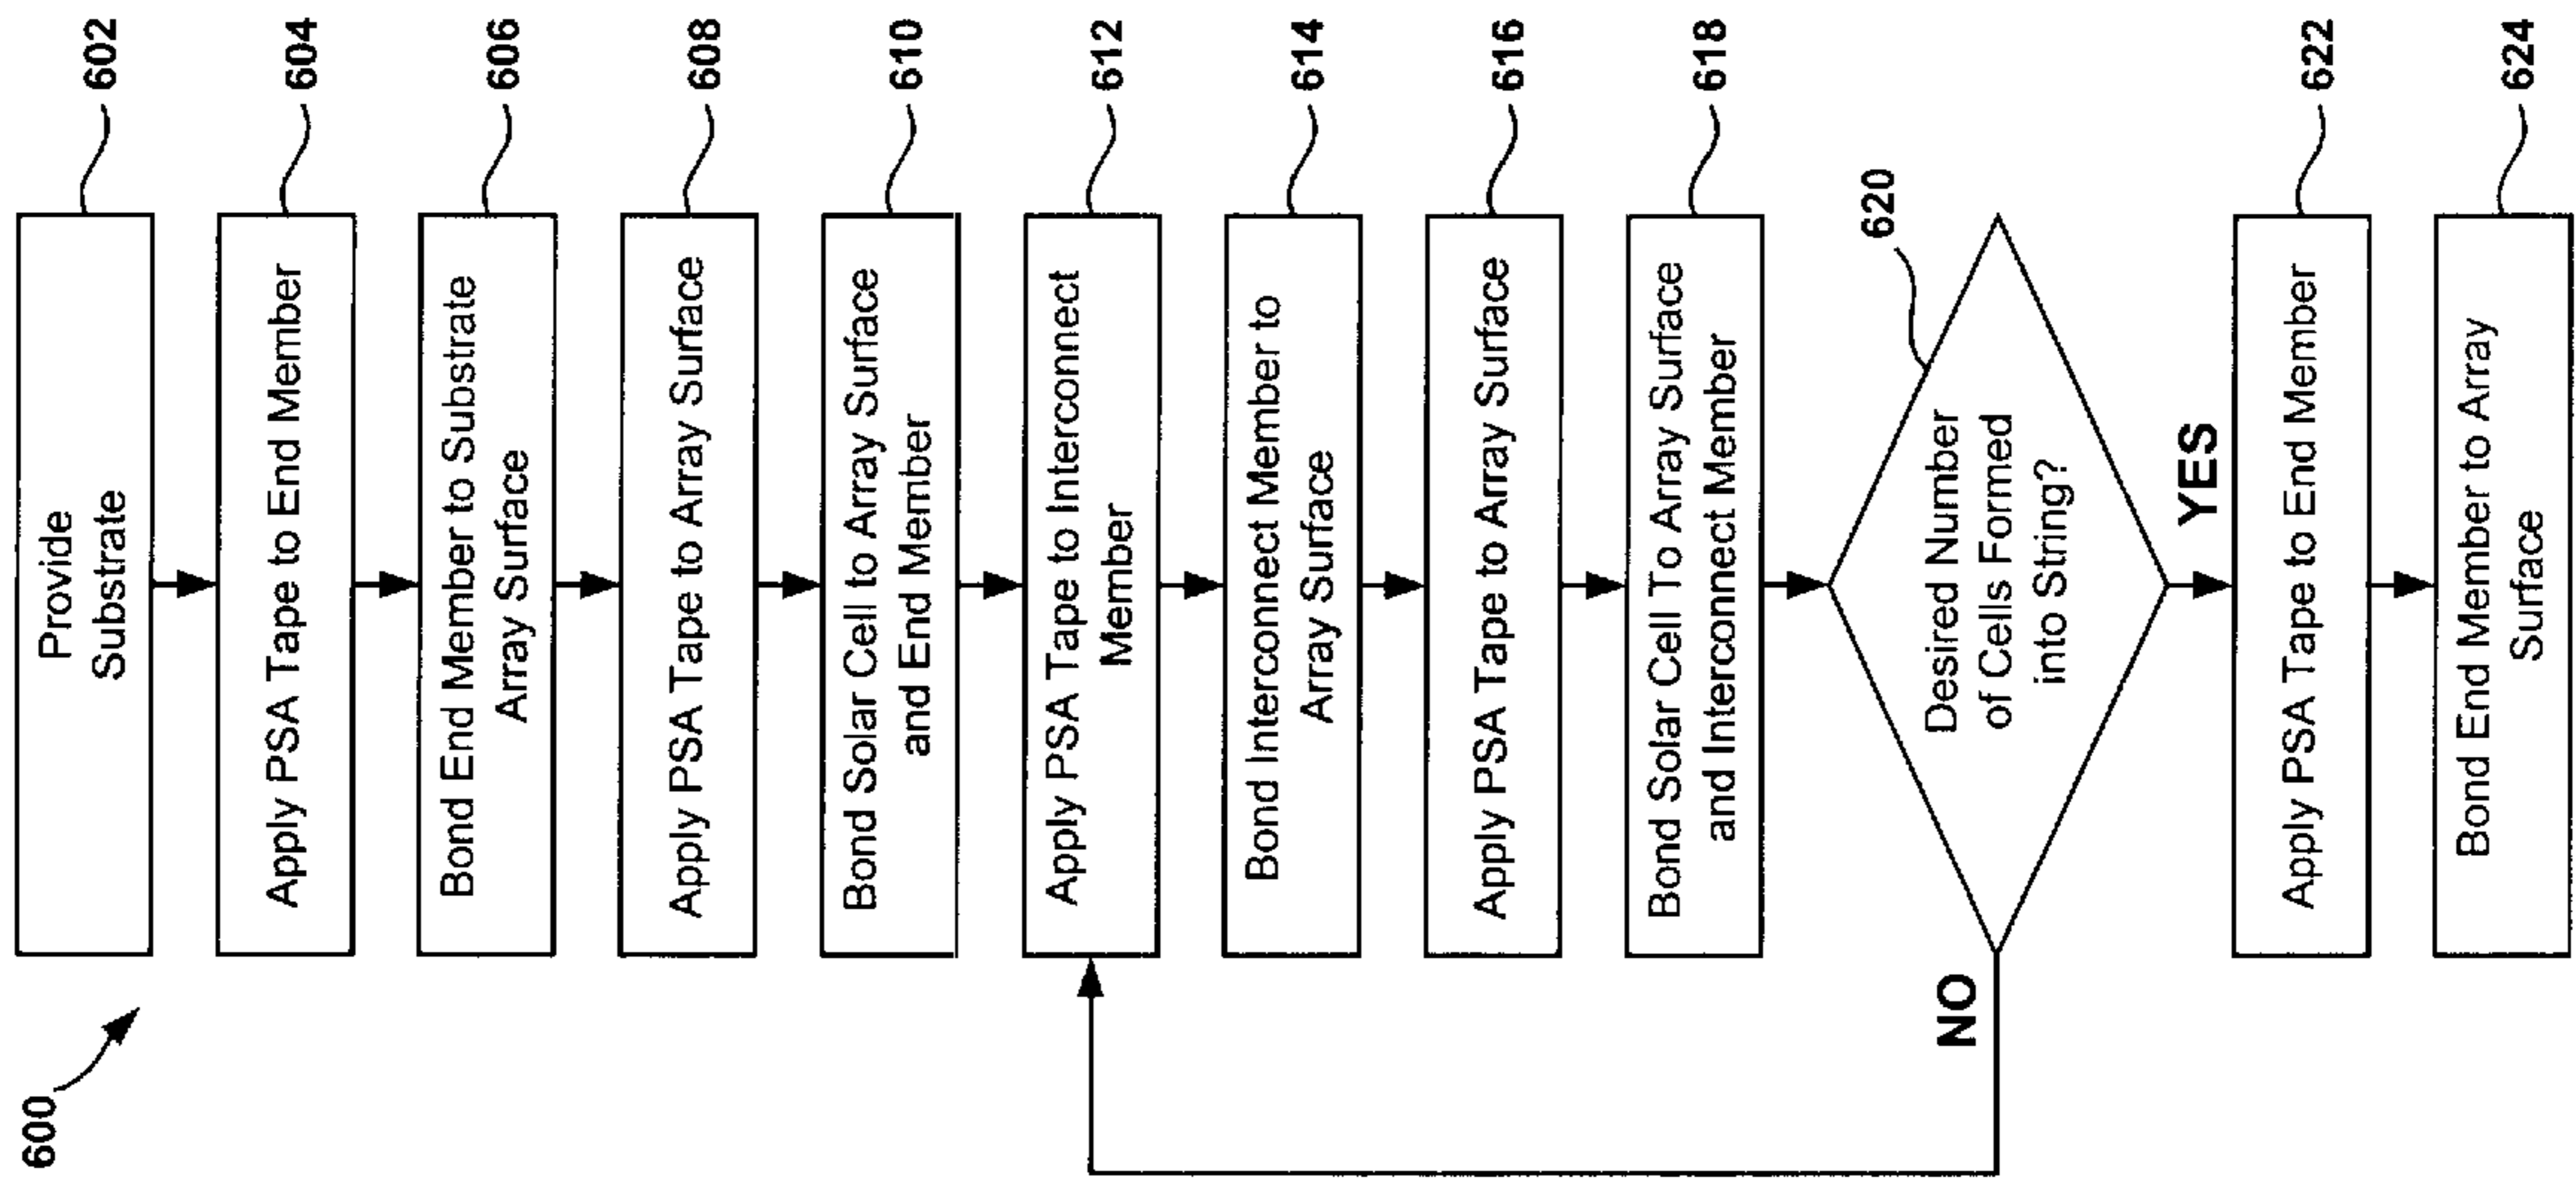 600
Provide
Substrate
602
Apply PSA Tape to End Member
604
Bond End Member to Substrate
Array Surface
606
Apply PSA Tape to Array Surface
608
Bond Solar Cell to Array Surface
and End Member
610
Apply PSA Tape to Interconnect
Member
612
Bond Interconnect Member to
Array Surface
614
Apply PSA Tape to Array Surface
616
Bond Solar Cell To Array Surface
and Interconnect Member
618
Desired Number
of Cells Formed
into String?
620
NO
YES
Apply PSA Tape to End Member
622
Bond End Member to Array
Surface
624